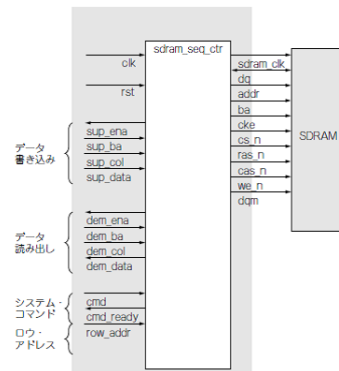 sdram_seq_ctr
clk
rst
データ
書き込み
sup_ena
sup_ba
sup_col
sup_data
データ
読み出し
dem_ena
dem_ba
dem_col
dem_data
システム・
コマンド
cmd
cmd_ready
ロウ・
アドレス
row_addr
sdram_clk
dq
addr
ba
cke
cs_n
ras_n
cas_n
we_n
dqm
SDRAM